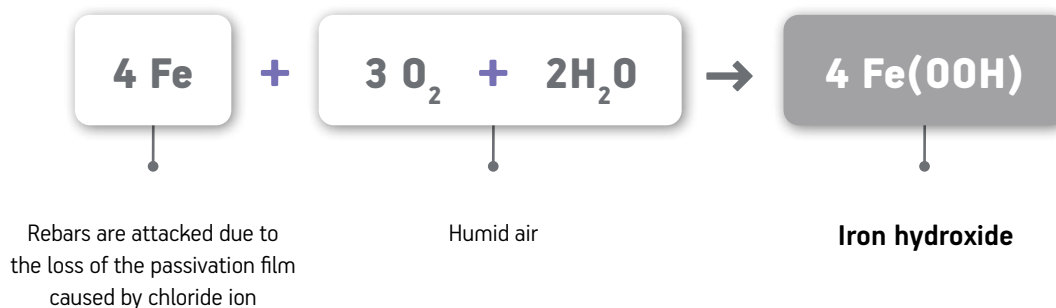 4 Fe + 3 O₂ + 2H₂O → 4 Fe(OOH)
Rebars are attacked due to
the loss of the passivation film
caused by chloride ion
Humid air
Iron hydroxide